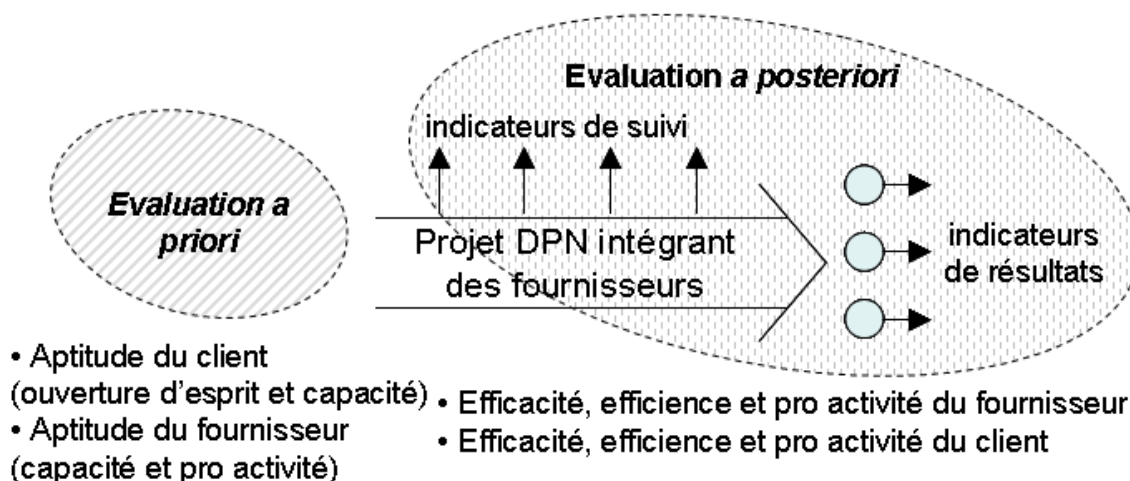 Evaluation a posteriori
indicateurs de suivi
Evaluation a
priori
Projet DPN intégrant
des fournisseurs
indicateurs
de résultats
• Aptitude du client
(ouverture d'esprit et capacité)
• Aptitude du fournisseur
(capacité et pro activité)
• Efficacité, efficience et pro activité du fournisseur
• Efficacité, efficience et pro activité du client